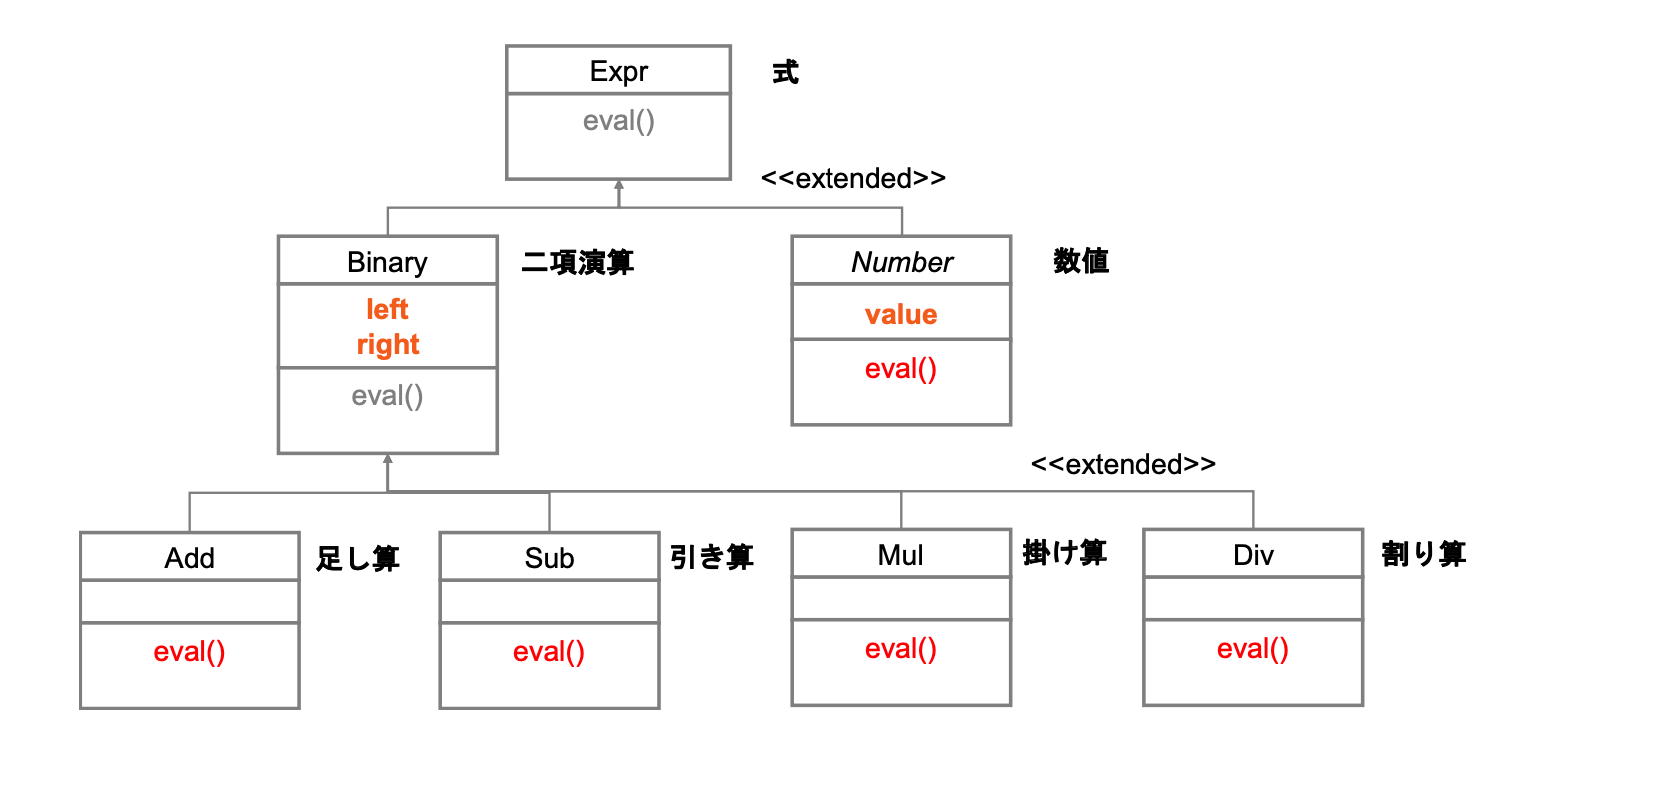 Expr
式
eval()
<<extended>>
Binary
二項演算
Number
数値
left
right
value
eval()
eval()
<<extended>>
Add
足し算
Sub
引き算
Mul
掛け算
Div
割り算
eval()
eval()
eval()
eval()